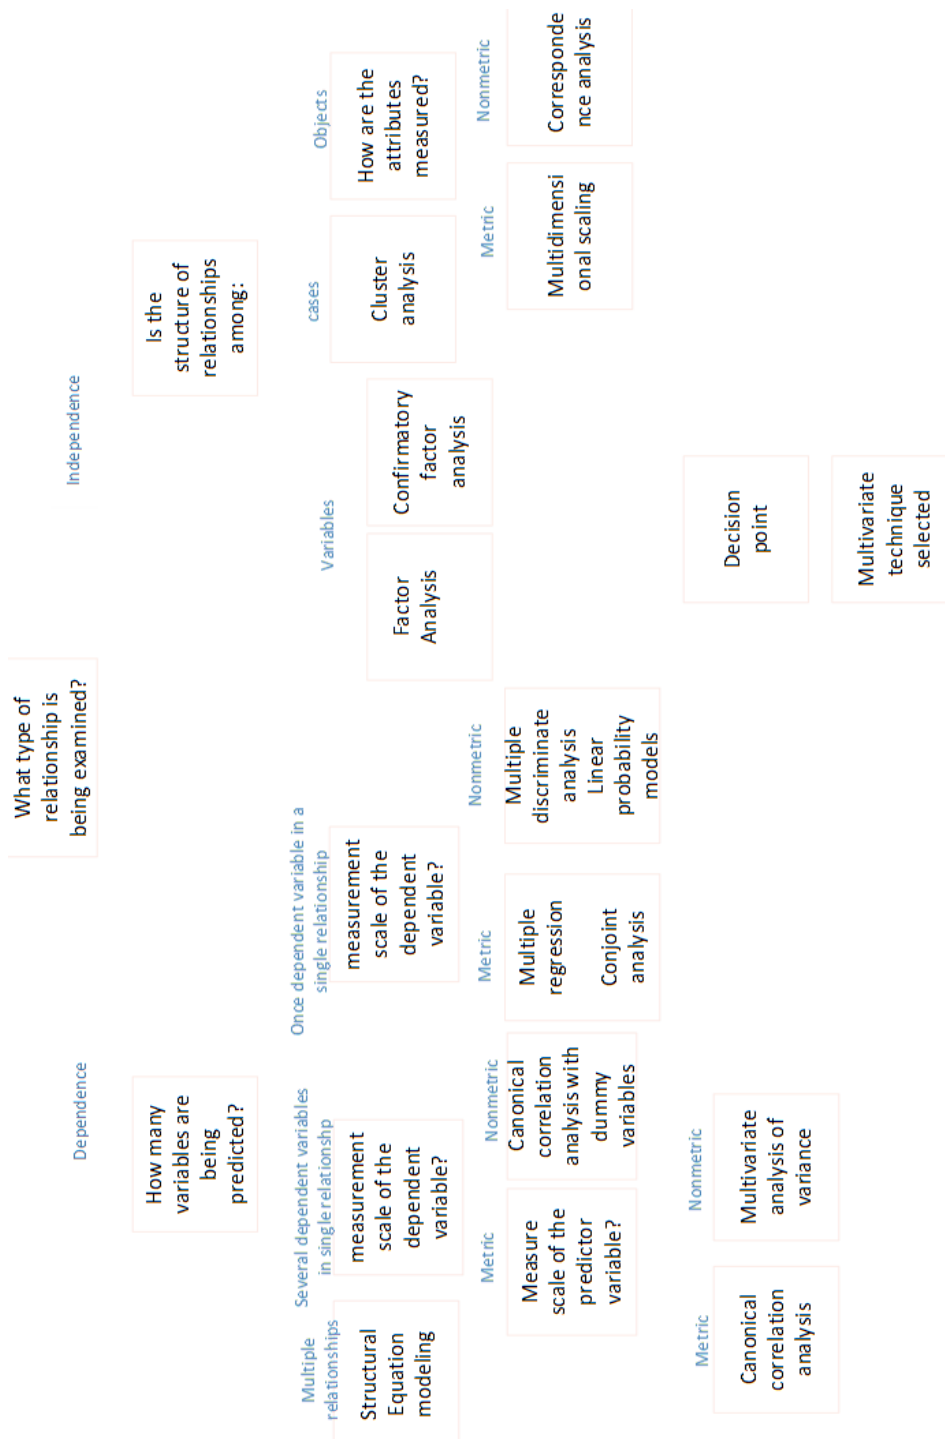 What type of
relationship is
being examined?
Dependence
Independence
How many
variables are
being
predicted?
Is the
structure of
relationships
among:
Multiple
relationships
Several dependent variables
in single relationshp
Once dependent variable in a
single relationship
Variables
cases
Objects
Structural
Equation
modeling
measurement
scale of the
dependent
variable?
measurement
scale of the
dependent
variable?
Factor
Analysis
Confirmatory
factor
analysis
Cluster
analysis
How are the
attributes
measured?
Metric
Nonmetric
Metric
Nonmetric
Metric
Nonmetric
Measure
scale of the
predictor
variable?
Canonical
correlation
analysis with
dummy
variables
Multiple
regression
Conjoint
analysis
Multiple
discriminate
analysis
Linear
probability
models
Multidimensi
onal scaling
Corresponde
nce analysis
Metric
Nonmetric
Canonical
correlation
analysis
Multivariate
analysis of
variance
Decision
point
Multivariate
technique
selected